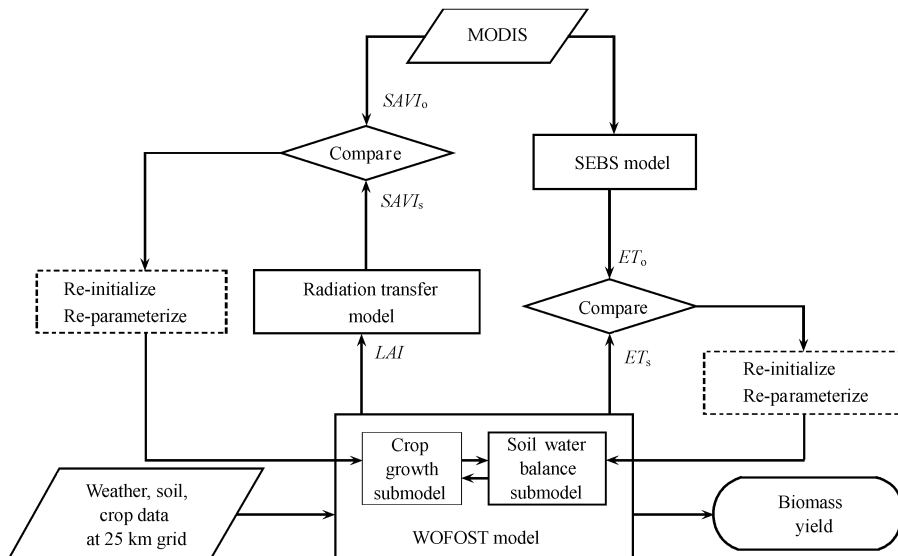 MODIS
SAVIo
Compare
SEBS model
SAVIs
ETo
Re-initialize
Re-parameterize
Radiation transfer
model
Compare
LAI
ETs
Re-initialize
Re-parameterize
Crop
growth
submodel
Soil water
balance
submodel
Weather, soil,
crop data
at 25 km grid
WOFOST model
Biomass
yield